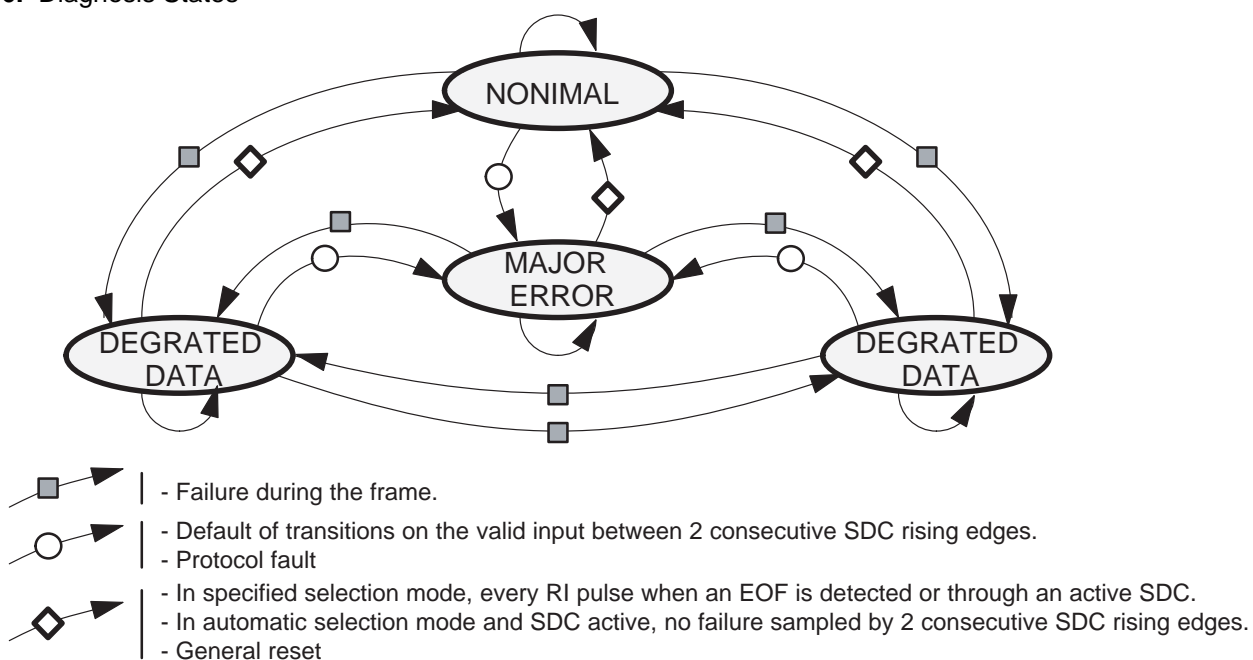 Diagnosis States
NONIMAL
MAJOR
ERROR
DEGRATED
DATA
DEGRATED
DATA
- Failure during the frame.
- Default of transitions on the valid input between 2 consecutive SDC rising edges.
- Protocol fault
- In specified selection mode, every RI pulse when an EOF is detected or through an active SDC.
- In automatic selection mode and SDC active, no failure sampled by 2 consecutive SDC rising edges.
- General reset